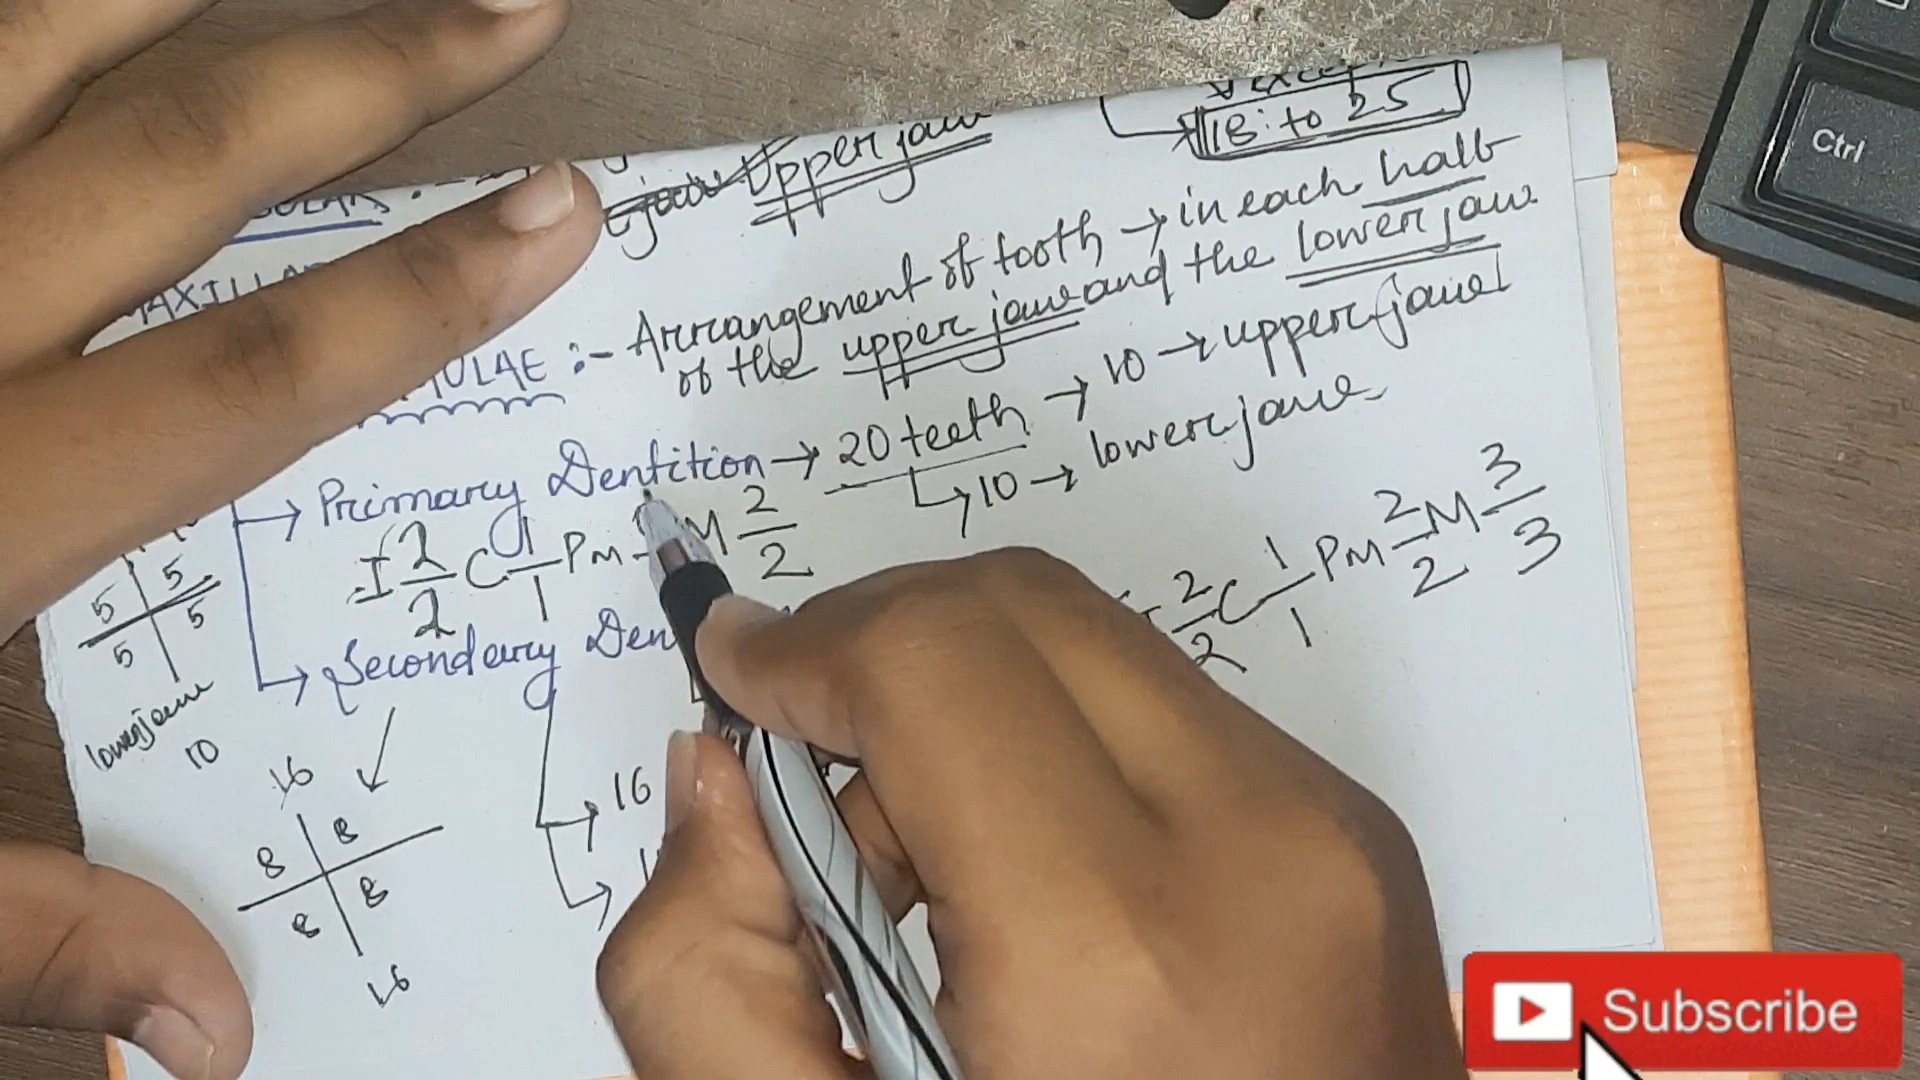 18 to 25
Upper jaw
MULAE :- Arrangement of tooth → in each half
of the upper jaw and the lower jaw
→ Primary Dentition → 20 teeth → 10 → upper jaw
↳ 10 → lower jaw
I 2/2 C 1/1 PM M 2/2
I 2/2 C 1/1 PM 2/2 M 3/3
→ Secondary Den
5 5
5 5
lower jaw
10
16
8 8
8 8
16
→ 16
Ctrl
Subscribe